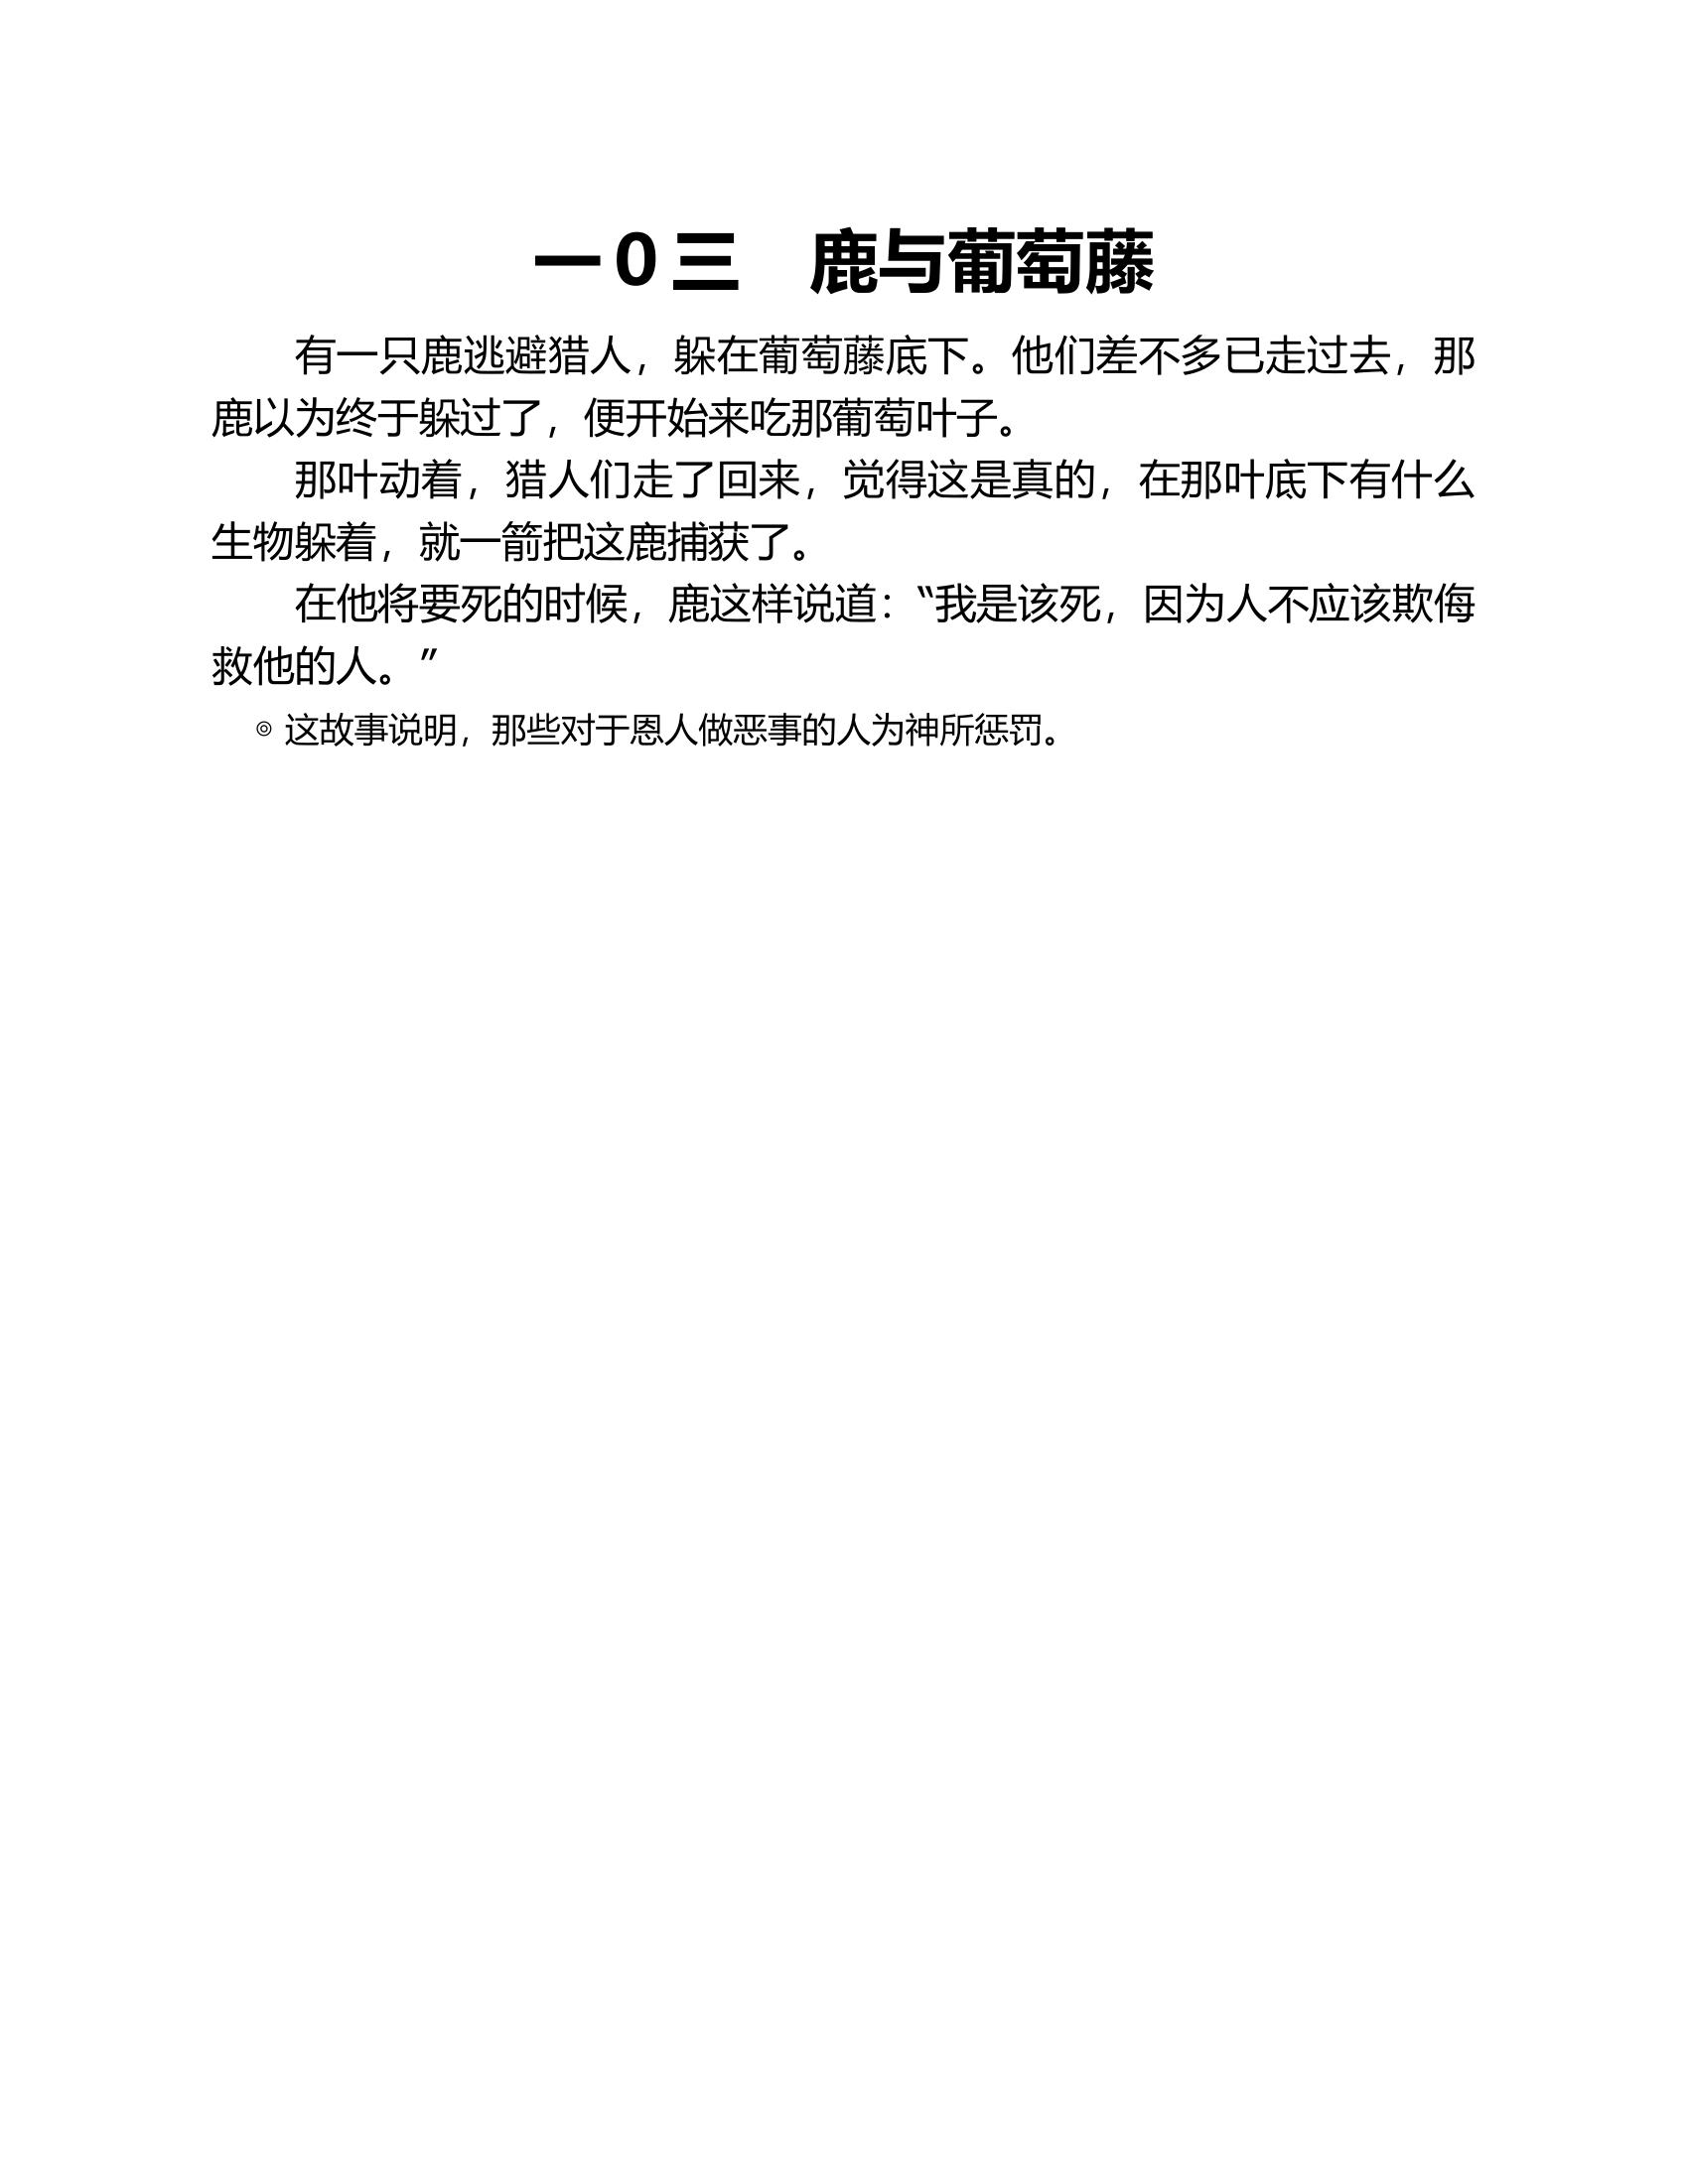 一0三　鹿与葡萄藤
有一只鹿逃避猎人，躲在葡萄藤底下。他们差不多已走过去，那
鹿以为终于躲过了，便开始来吃那葡萄叶子。
那叶动着，猎人们走了回来，觉得这是真的，在那叶底下有什么
生物躲着，就一箭把这鹿捕获了。
在他将要死的时候，鹿这样说道：“我是该死，因为人不应该欺侮
救他的人。”
◎ 这故事说明，那些对于恩人做恶事的人为神所惩罚。